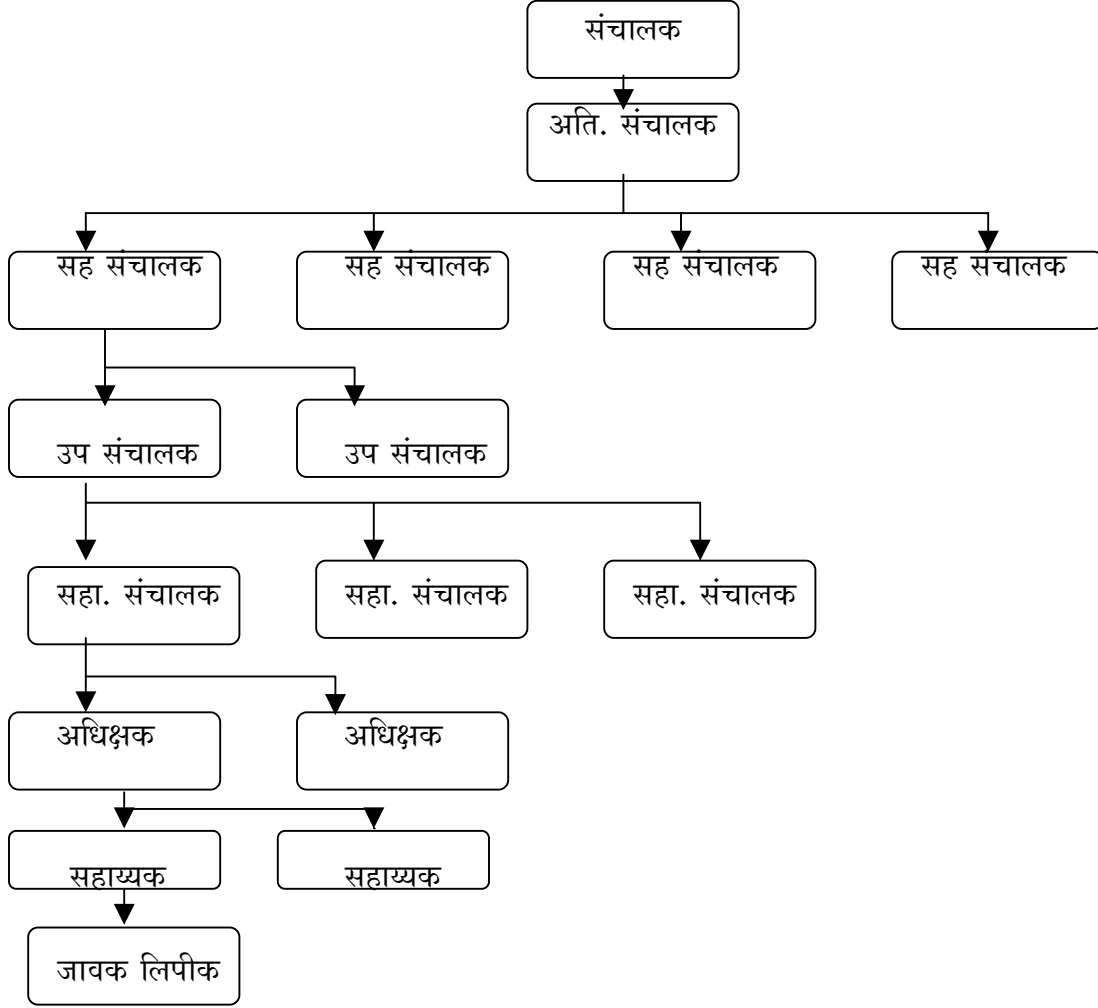 संचालक
अति. संचालक
सह संचालक सह संचालक सह संचालक सह संचालक
उप संचालक उप संचालक
सहा. संचालक सहा. संचालक सहा. संचालक
अधिक्षक अधिक्षक
सहाय्यक सहाय्यक
जावक लिपीक